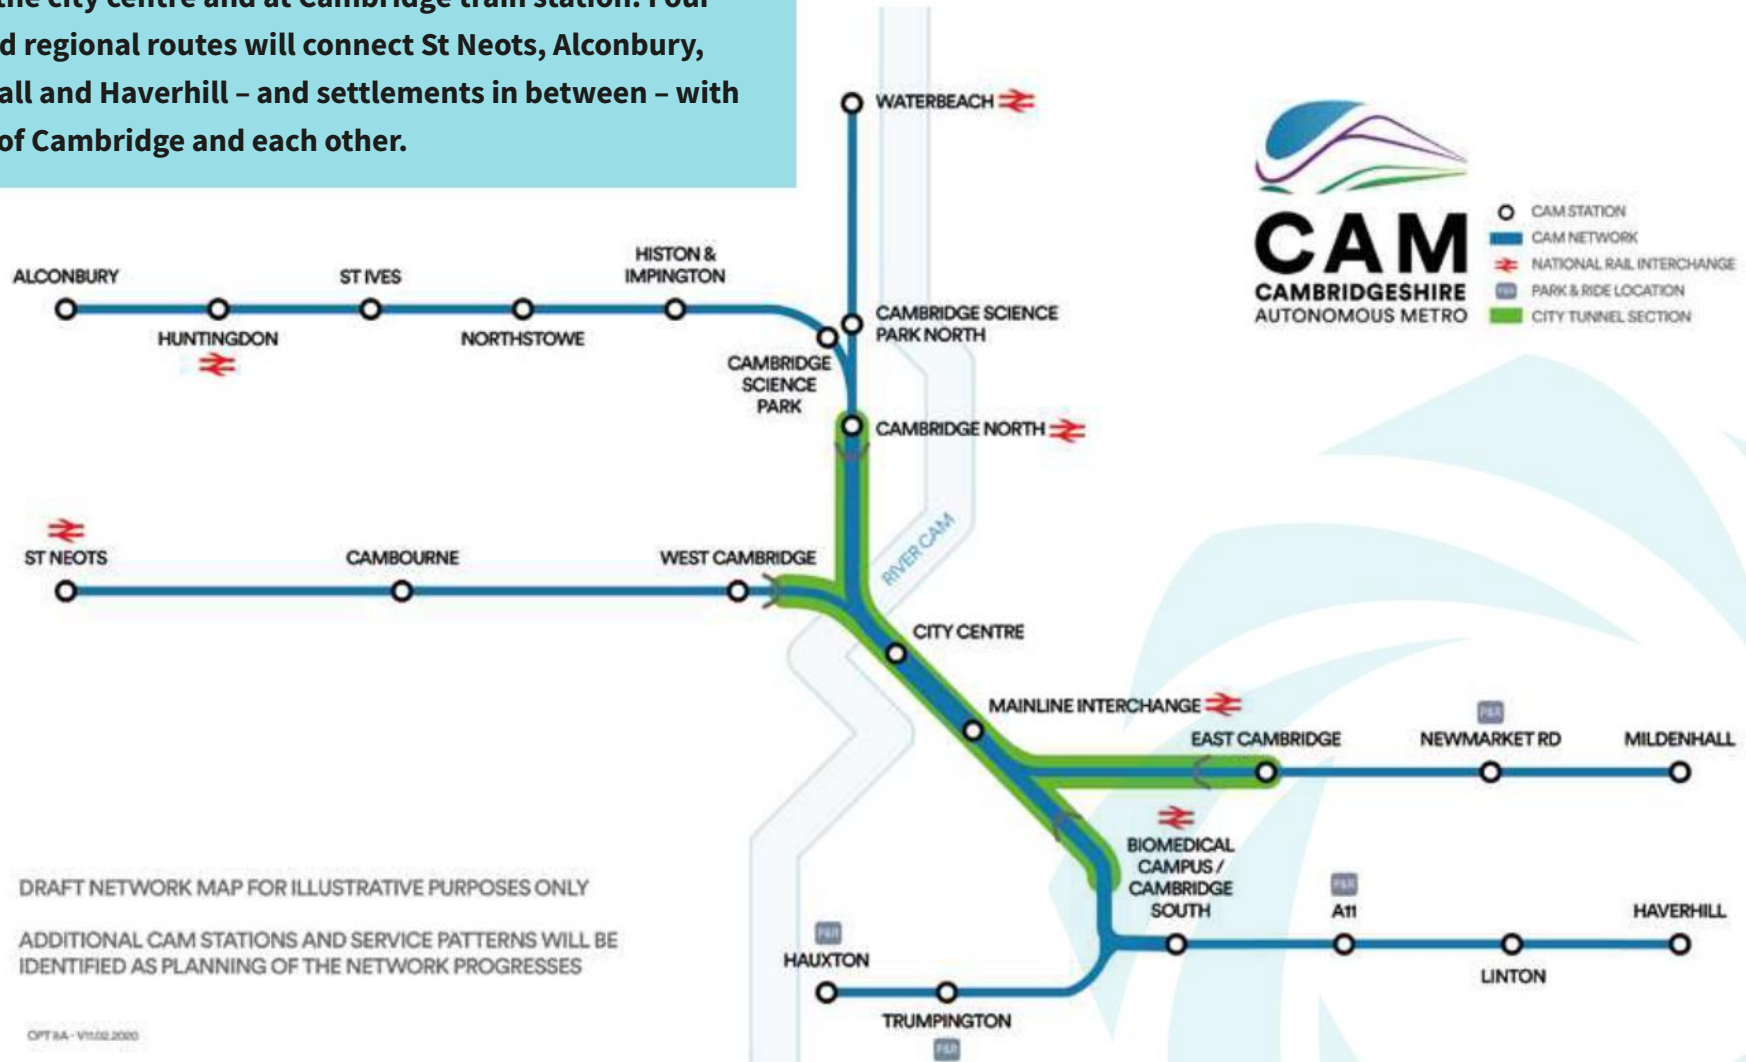 the city centre and at Cambridge train station. Four
d regional routes will connect St Neots, Alconbury,
all and Haverhill – and settlements in between – with
of Cambridge and each other.
WATERBEACH
CAM
CAMBRIDGESHIRE
AUTONOMOUS METRO
CAM STATION
CAM NETWORK
NATIONAL RAIL INTERCHANGE
P&R PARK & RIDE LOCATION
CITY TUNNEL SECTION
ALCONBURY
HUNTINGDON
ST IVES
NORTHSTOWE
HISTON &
IMPINGTON
CAMBRIDGE SCIENCE
PARK NORTH
CAMBRIDGE
SCIENCE
PARK
CAMBRIDGE NORTH
RIVER CAM
ST NEOTS
CAMBOURNE
WEST CAMBRIDGE
CITY CENTRE
MAINLINE INTERCHANGE
EAST CAMBRIDGE
P&R
NEWMARKET RD
MILDENHALL
BIOMEDICAL
CAMPUS /
CAMBRIDGE
SOUTH
P&R
A11
LINTON
HAVERHILL
P&R
HAUXTON
TRUMPINGTON
P&R
DRAFT NETWORK MAP FOR ILLUSTRATIVE PURPOSES ONLY
ADDITIONAL CAM STATIONS AND SERVICE PATTERNS WILL BE
IDENTIFIED AS PLANNING OF THE NETWORK PROGRESSES